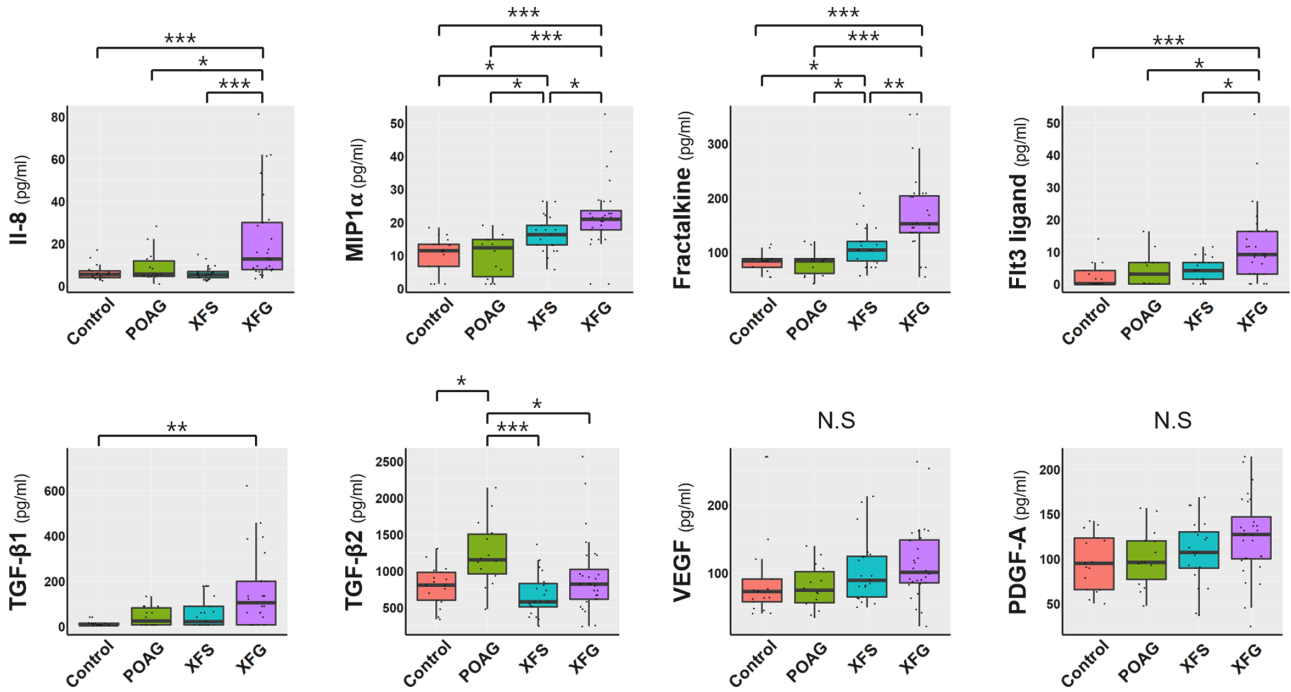 ***
*
***
Il-8 (pg/ml)
80
60
40
20
0
Control
POAG
XFS
XFG
***
***
*
*
*
MIP1α (pg/ml)
50
40
30
20
10
0
Control
POAG
XFS
XFG
***
***
*
*
**
Fractalkine (pg/ml)
300
200
100
Control
POAG
XFS
XFG
***
*
*
Flt3 ligand (pg/ml)
50
40
30
20
10
0
Control
POAG
XFS
XFG
**
TGF-β1 (pg/ml)
600
400
200
0
Control
POAG
XFS
XFG
*
*
***
TGF-β2 (pg/ml)
2500
2000
1500
1000
500
Control
POAG
XFS
XFG
N.S
VEGF (pg/ml)
200
100
Control
POAG
XFS
XFG
N.S
PDGF-A (pg/ml)
200
150
100
50
Control
POAG
XFS
XFG